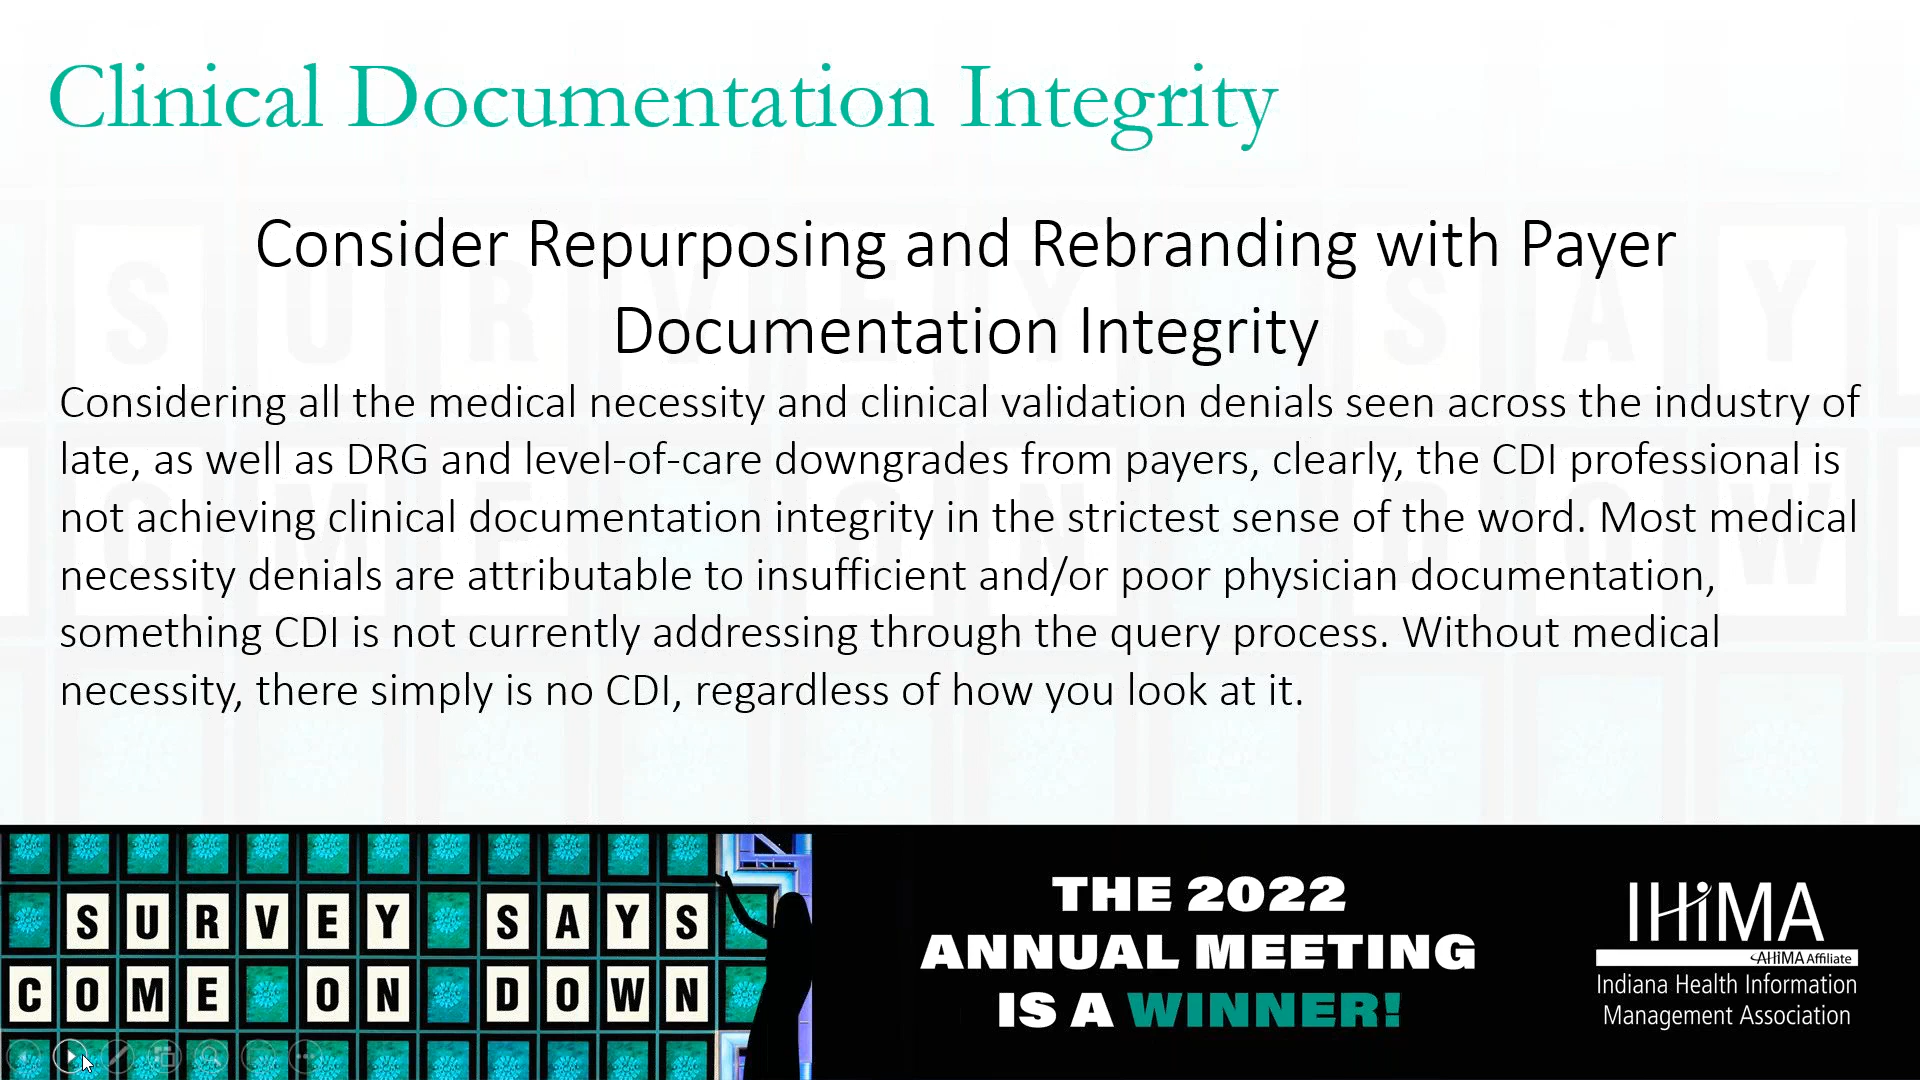 Clinical Documentation Integrity
Consider Repurposing and Rebranding with Payer
Documentation Integrity
Considering all the medical necessity and clinical validation denials seen across the industry of
late, as well as DRG and level-of-care downgrades from payers, clearly, the CDI professional is
not achieving clinical documentation integrity in the strictest sense of the word. Most medical
necessity denials are attributable to insufficient and/or poor physician documentation,
something CDI is not currently addressing through the query process. Without medical
necessity, there simply is no CDI, regardless of how you look at it.
SURVEY SAYS
COME ON DOWN
THE 2022
ANNUAL MEETING
IS A WINNER!
IHiMA
AHiMA Affiliate
Indiana Health Information
Management Association